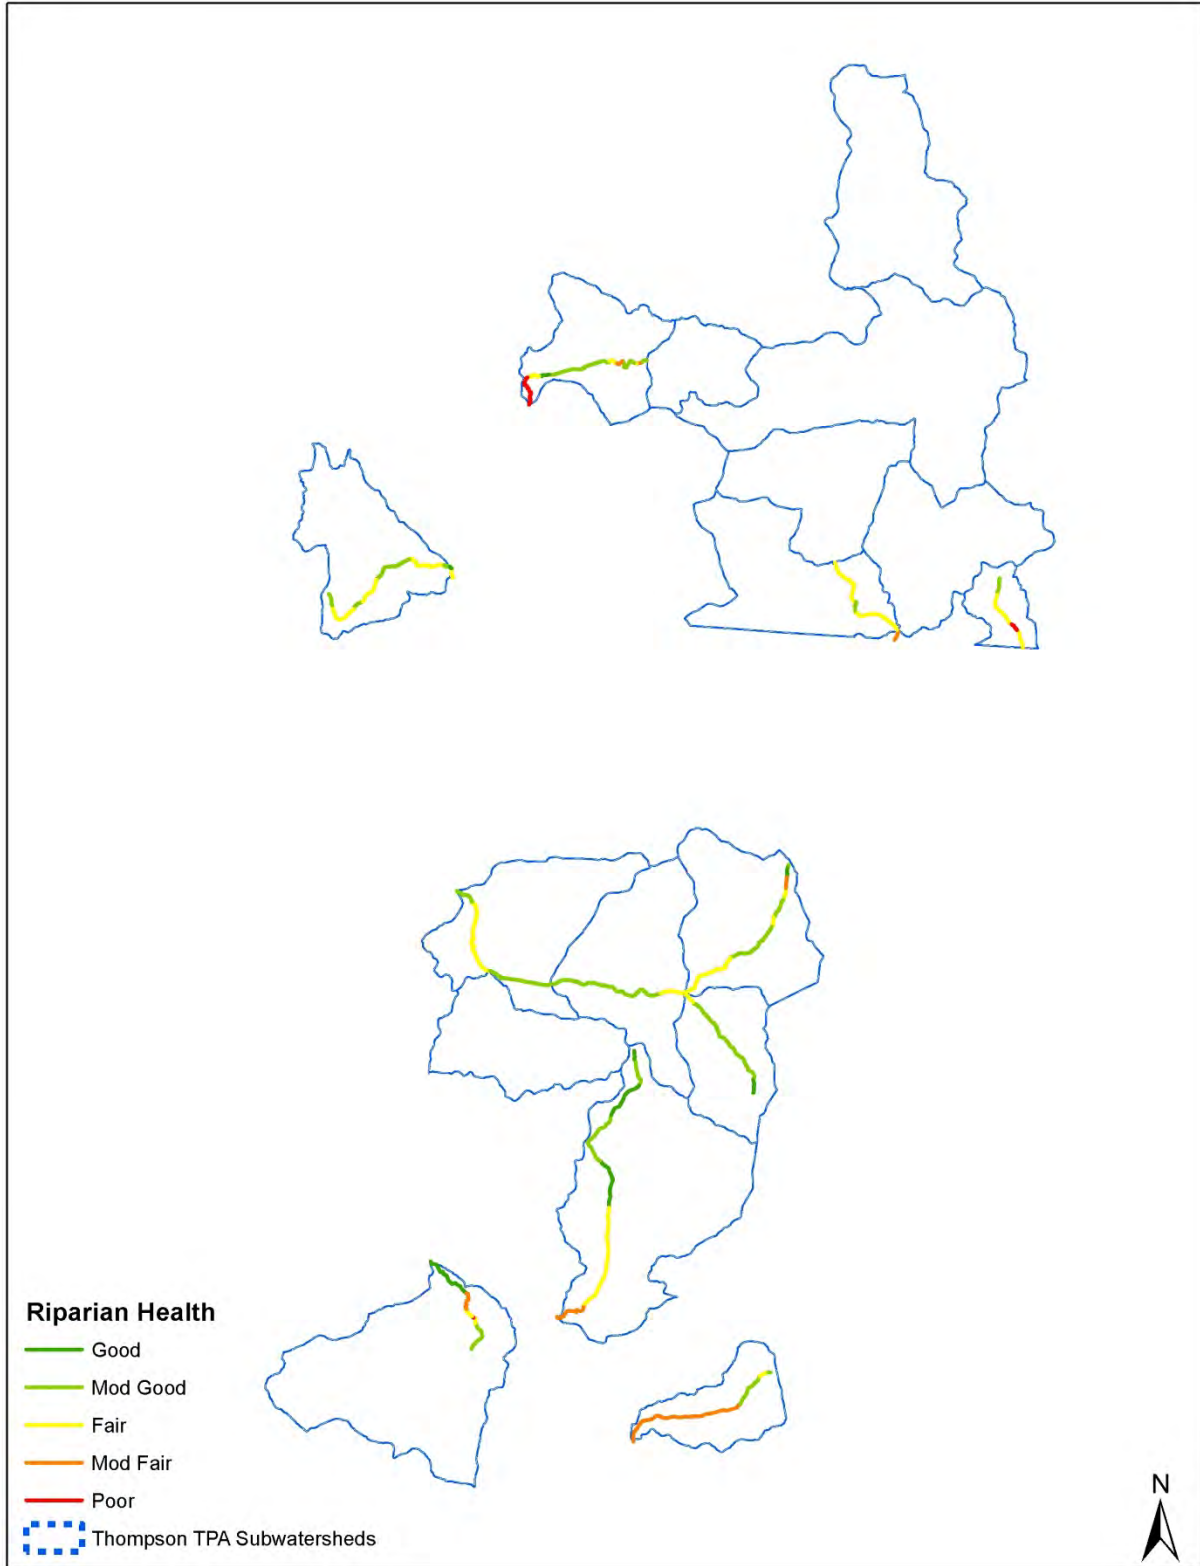 Riparian Health
Good
Mod Good
Fair
Mod Fair
Poor
Thompson TPA Subwatersheds
N